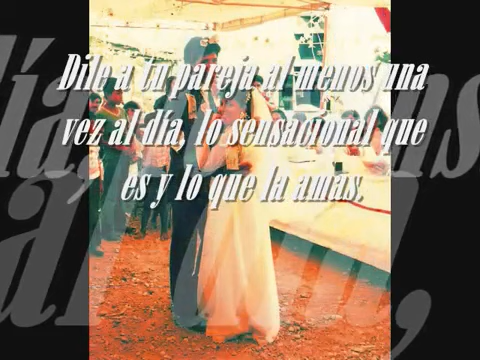 Dile a tu pareja al menos una
vez al día, lo sensacional que
es y lo que la amas.